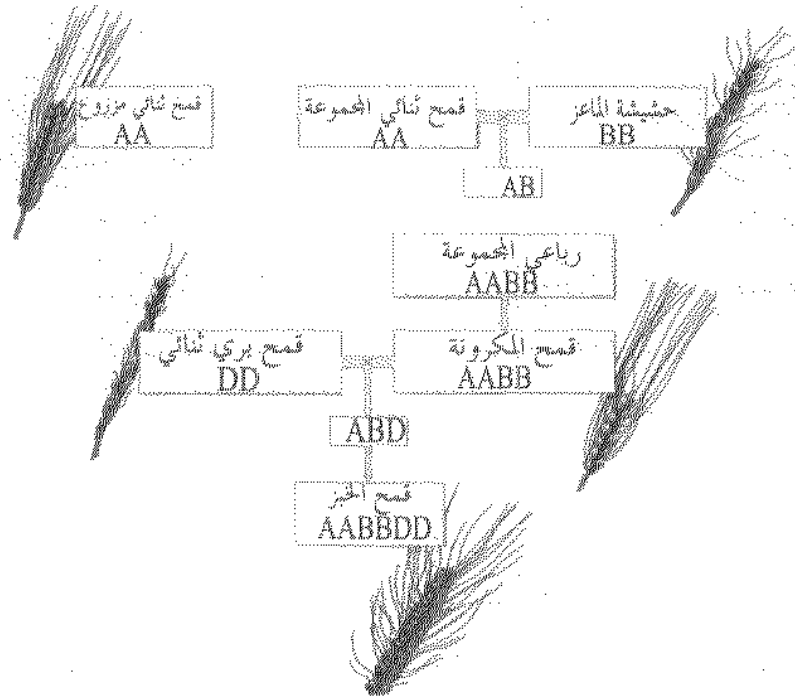 قمح ثنائي مزروع
AA
قمح ثنائي المجموعة
AA
حشيشة الماعز
BB
AB
رباعي المجموعة
AABB
قمح بري ثنائي
DD
قمح المكرونة
AABB
ABD
قمح الخبز
AABBDD